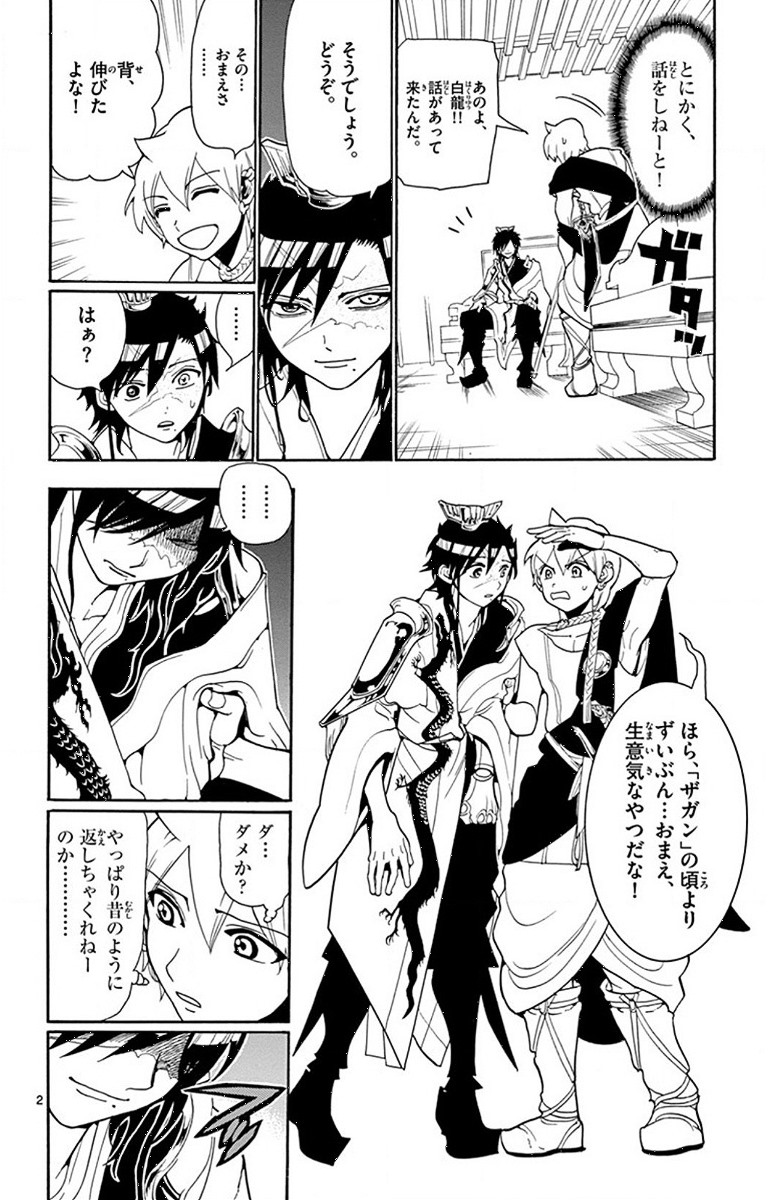 とにかく、
話をしねーと!
ガタッ
あのよ、
白龍!!
話があって
来たんだ。
そうでしょう。
どうぞ。
その…
おまえさ
……
背、
伸びた
よな!
……
はぁ?
ほら、「ザガン」の頃より
ずいぶん…おまえ、
生意気なやつだな!
………
ダ…
ダメか?
やっぱり昔のように
返しちゃくれねー
のか………
2